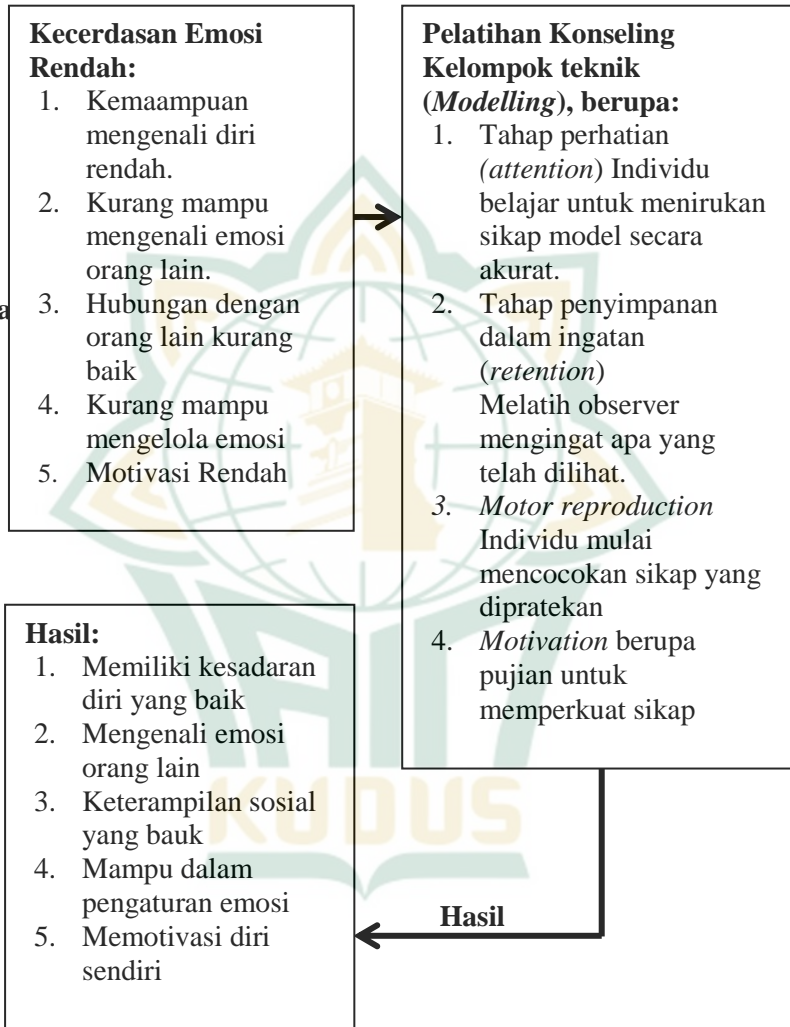 Kecerdasan Emosi
Rendah:
1. Kemaampuan
mengenali diri
rendah.
2. Kurang mampu
mengenali emosi
orang lain.
3. Hubungan dengan
orang lain kurang
baik
4. Kurang mampu
mengelola emosi
5. Motivasi Rendah
a
Pelatihan Konseling
Kelompok teknik
(Modelling), berupa:
1. Tahap perhatian
(attention) Individu
belajar untuk menirukan
sikap model secara
akurat.
2. Tahap penyimpanan
dalam ingatan
(retention)
Melatih observer
mengingat apa yang
telah dilihat.
3. Motor reproduction
Individu mulai
mencocokan sikap yang
dipratekan
4. Motivation berupa
pujian untuk
memperkuat sikap
Hasil:
1. Memiliki kesadaran
diri yang baik
2. Mengenali emosi
orang lain
3. Keterampilan sosial
yang bauk
4. Mampu dalam
pengaturan emosi
5. Memotivasi diri
sendiri
Hasil
IAIN
KUDUS